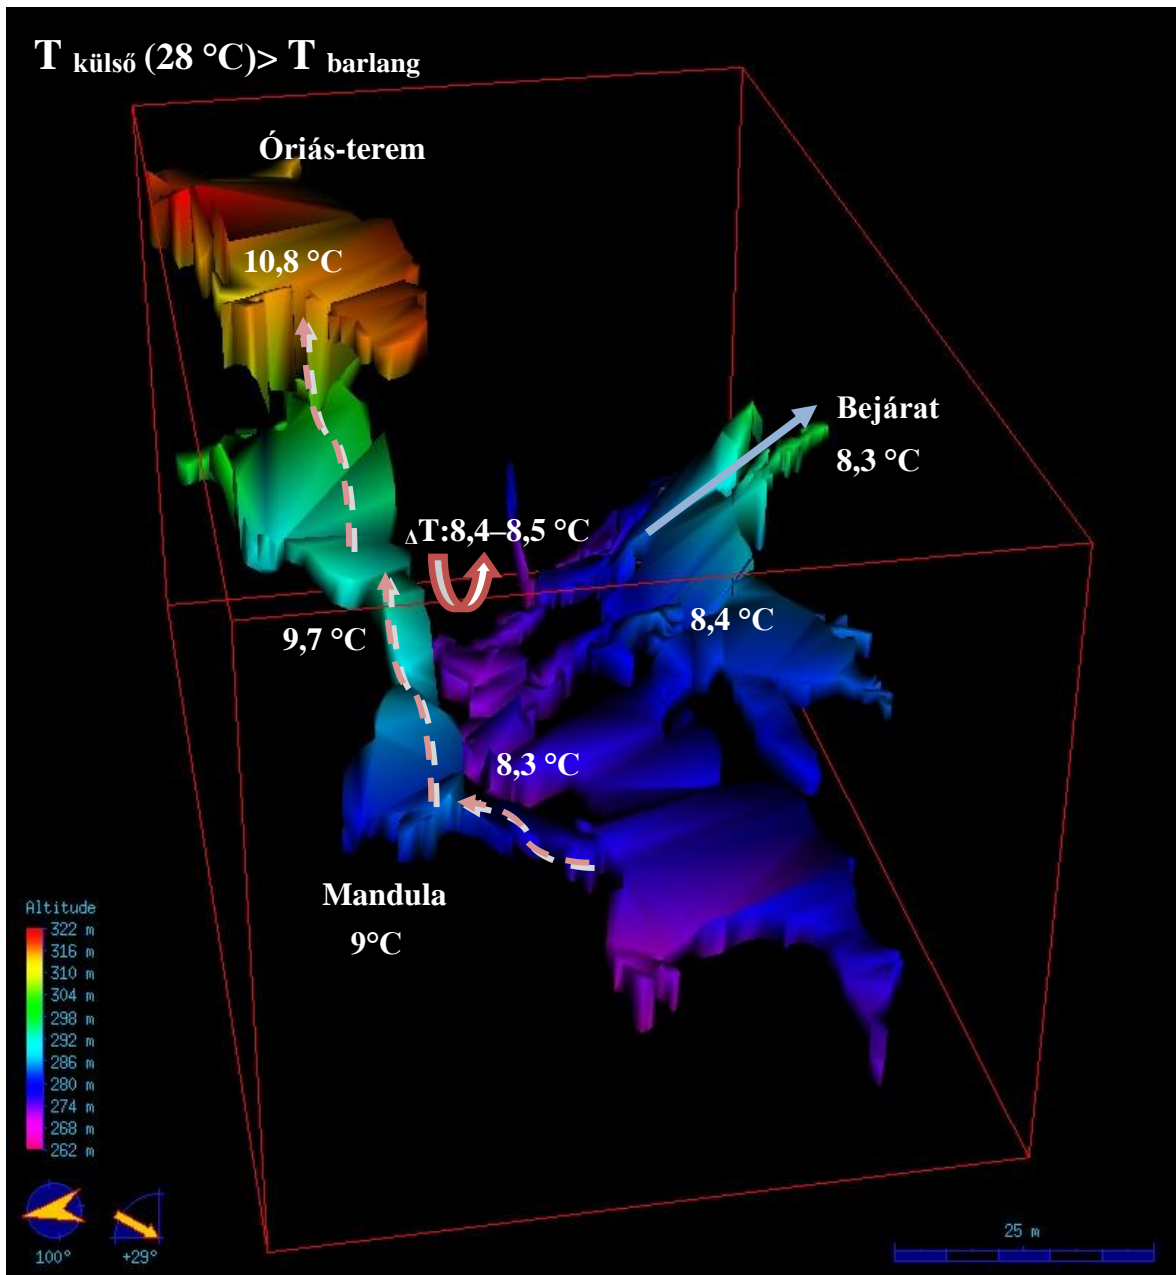 T külső (28 °C)> T barlang
Óriás-terem
10,8 °C
Bejárat
8,3 °C
ΔT:8,4–8,5 °C
9,7 °C
8,4 °C
8,3 °C
Mandula
9°C
Altitude
322 m
316 m
310 m
304 m
298 m
292 m
286 m
280 m
274 m
268 m
262 m
100°
+29°
25 m